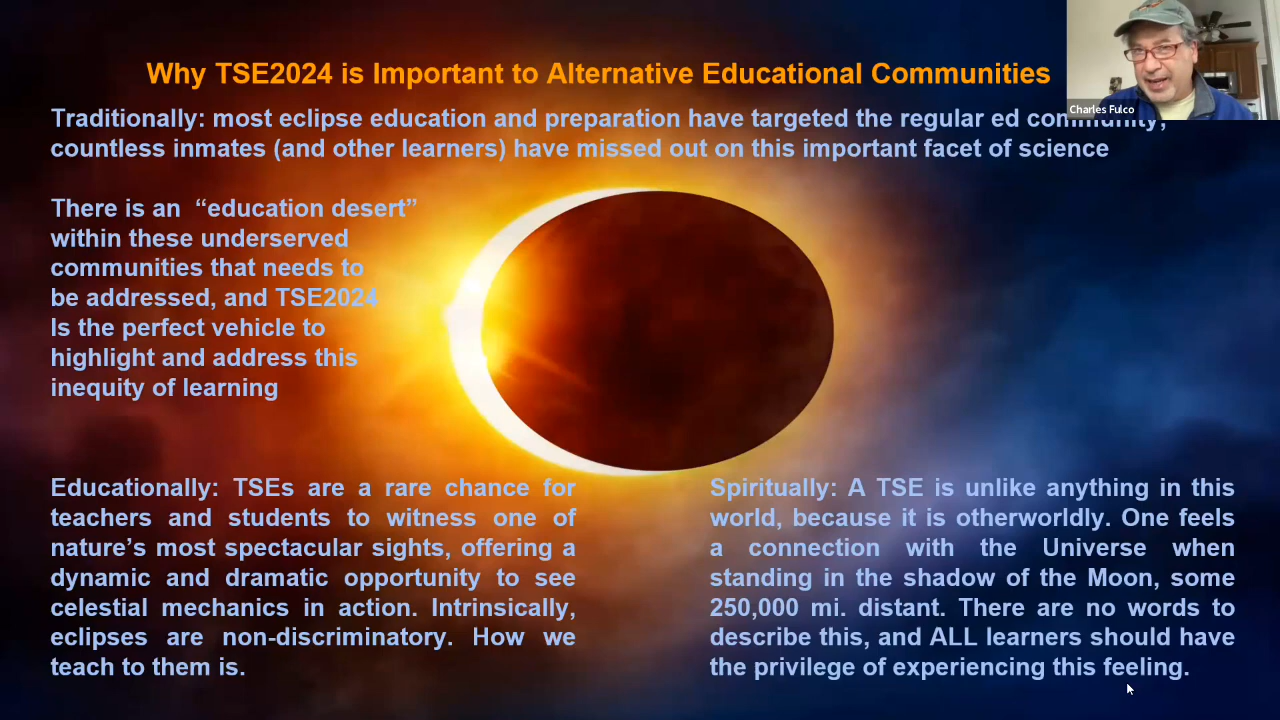 Why TSE2024 is Important to Alternative Educational Communities
Charles Fulco
Traditionally: most eclipse education and preparation have targeted the regular ed community,
countless inmates (and other learners) have missed out on this important facet of science
There is an “education desert”
within these underserved
communities that needs to
be addressed, and TSE2024
Is the perfect vehicle to
highlight and address this
inequity of learning
Educationally: TSEs are a rare chance for
teachers and students to witness one of
nature’s most spectacular sights, offering a
dynamic and dramatic opportunity to see
celestial mechanics in action. Intrinsically,
eclipses are non-discriminatory. How we
teach to them is.
Spiritually: A TSE is unlike anything in this
world, because it is otherworldly. One feels
a connection with the Universe when
standing in the shadow of the Moon, some
250,000 mi. distant. There are no words to
describe this, and ALL learners should have
the privilege of experiencing this feeling.